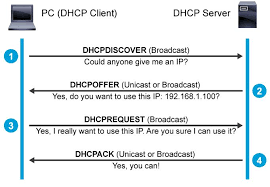 PC (DHCP Client)
DHCP Server
DHCPDISCOVER (Broadcast)
1
Could anyone give me an IP?
DHCPOFFER (Unicast or Broadcast)
2
Yes, do you want to use this IP: 192.168.1.100?
DHCPREQUEST (Broadcast)
3
Yes, I really want to use this IP. Are you sure I can use it?
DHCPACK (Unicast or Broadcast)
4
Yes, you can!